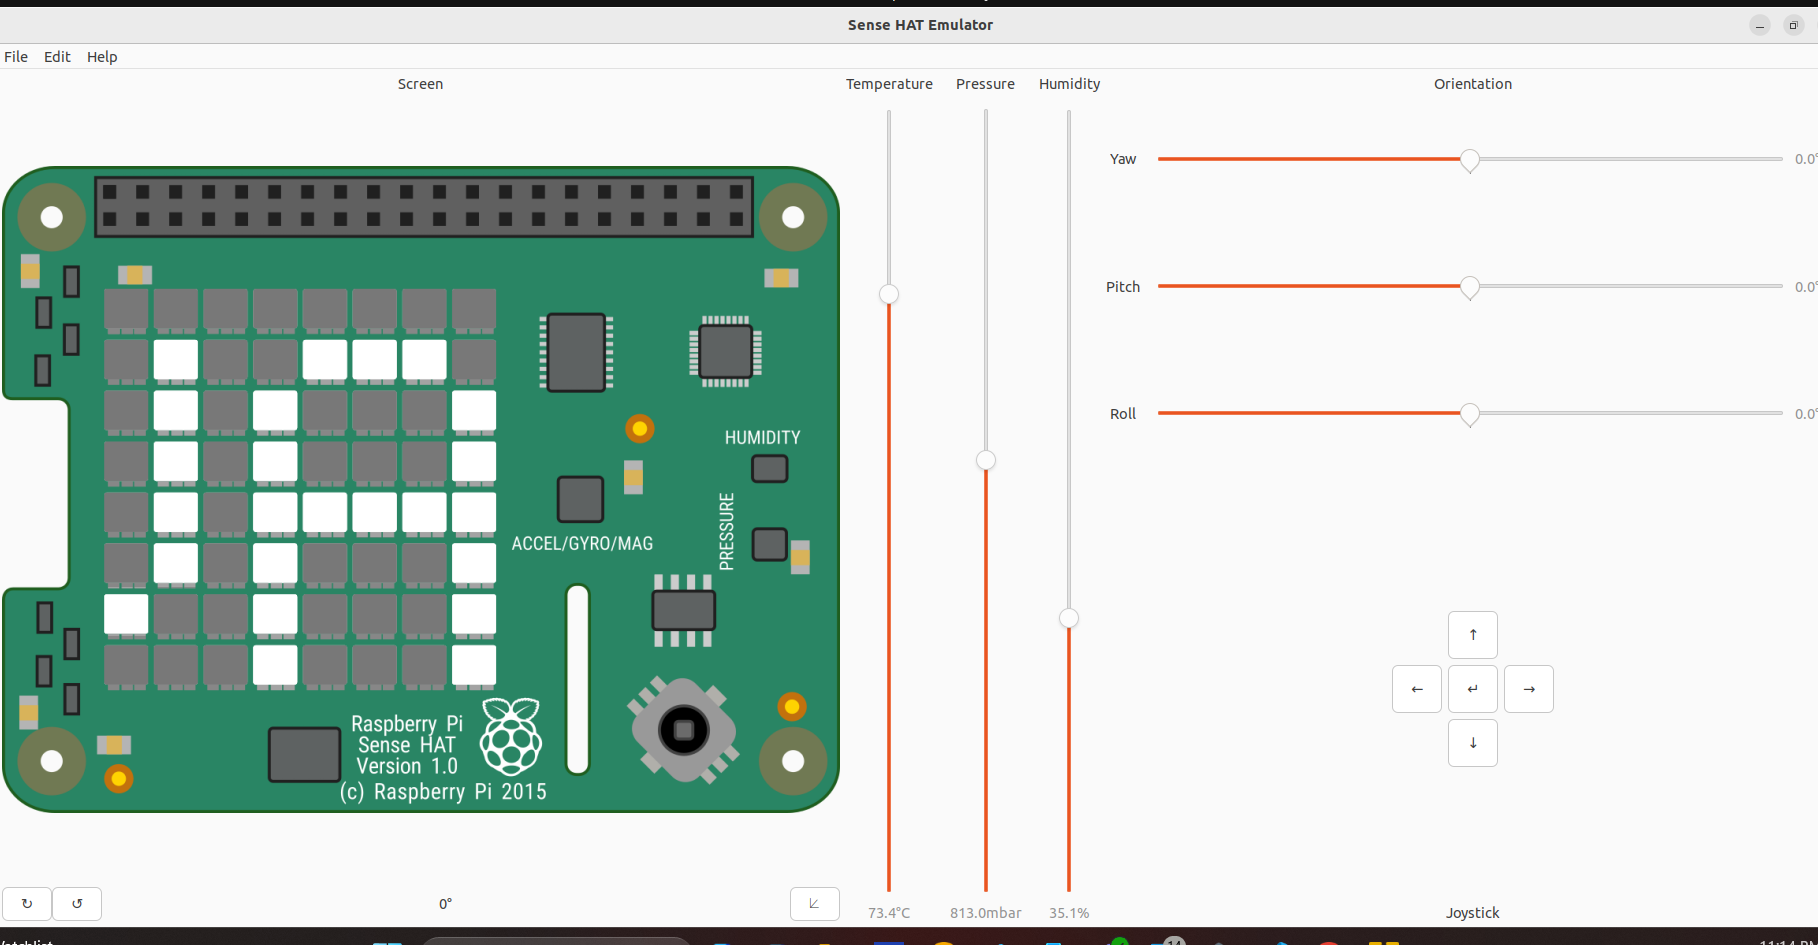 Sense HAT Emulator
File Edit Help
Screen
Temperature Pressure Humidity
Orientation
Yaw
0.0°
Pitch
0.0°
Roll
0.0°
HUMIDITY
PRESSURE
ACCEL/GYRO/MAG
Raspberry Pi
Sense HAT
Version 1.0
(c) Raspberry Pi 2015
↑
← ↵ →
↓
↻ ↺
0°
73.4°C 813.0mbar 35.1%
Joystick